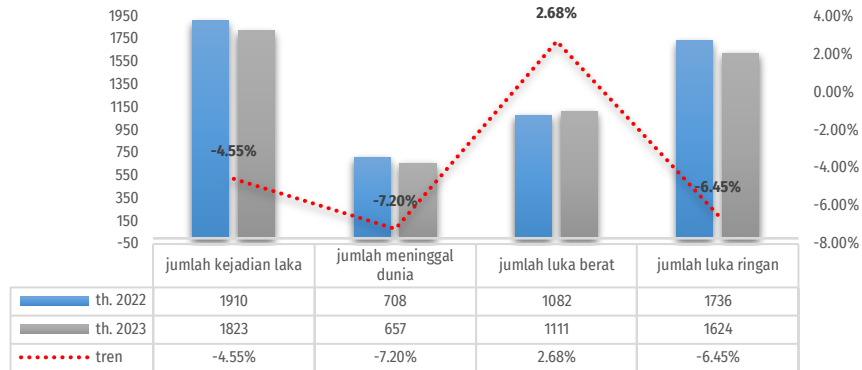 1950
1750
1550
1350
1150
950
750
550
350
150
-50
4.00%
2.00%
0.00%
-2.00%
-4.00%
-6.00%
-8.00%
-4.55%
-7.20%
2.68%
-6.45%
jumlah kejadian laka
jumlah meninggal
dunia
jumlah luka berat
jumlah luka ringan
th. 2022 1910 708 1082 1736
th. 2023 1823 657 1111 1624
tren -4.55% -7.20% 2.68% -6.45%